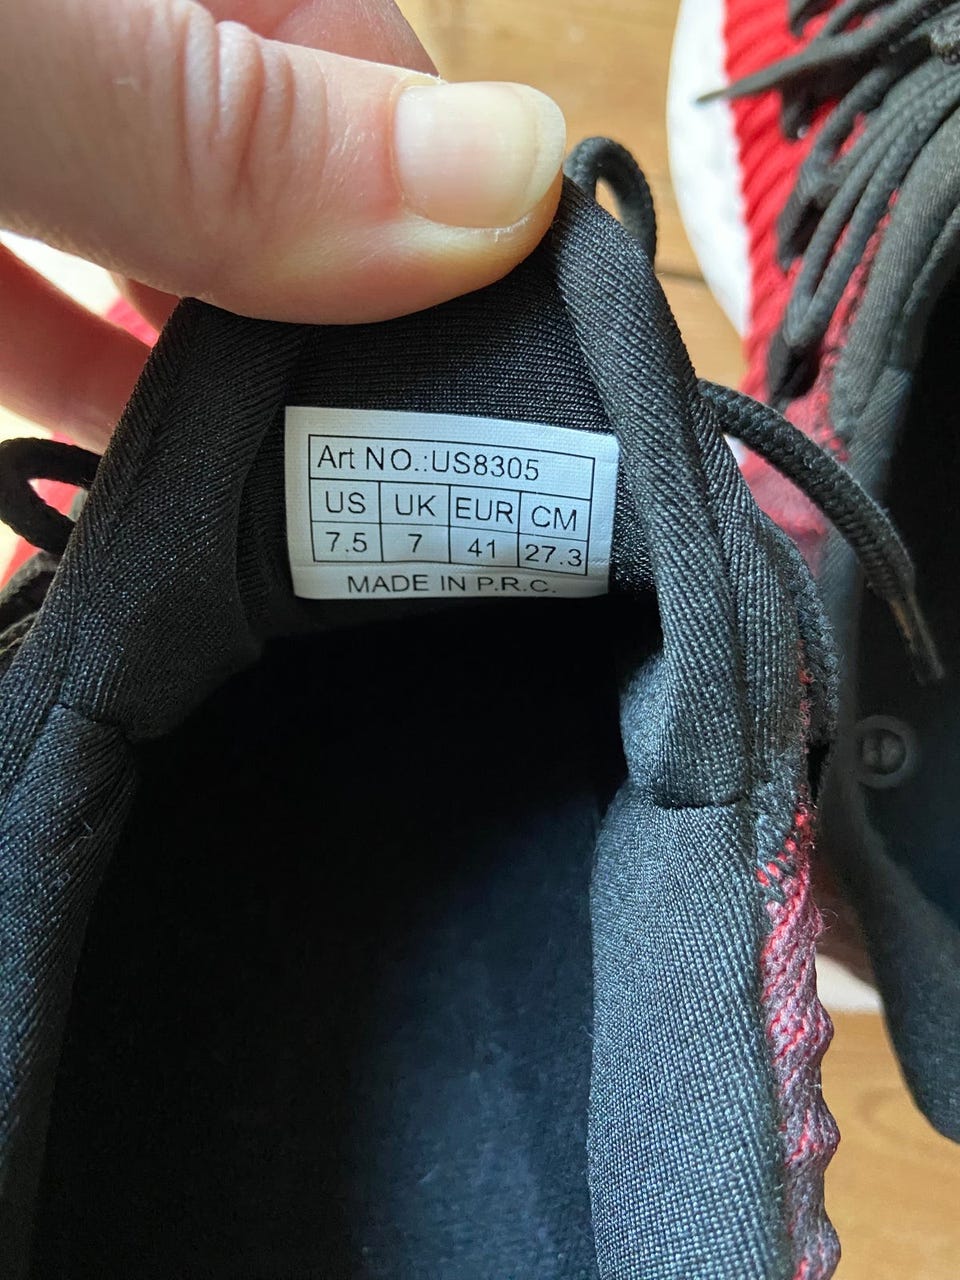 Art NO.:US8305
US UK EUR CM
7.5 7 41 27.3
MADE IN P.R.C.